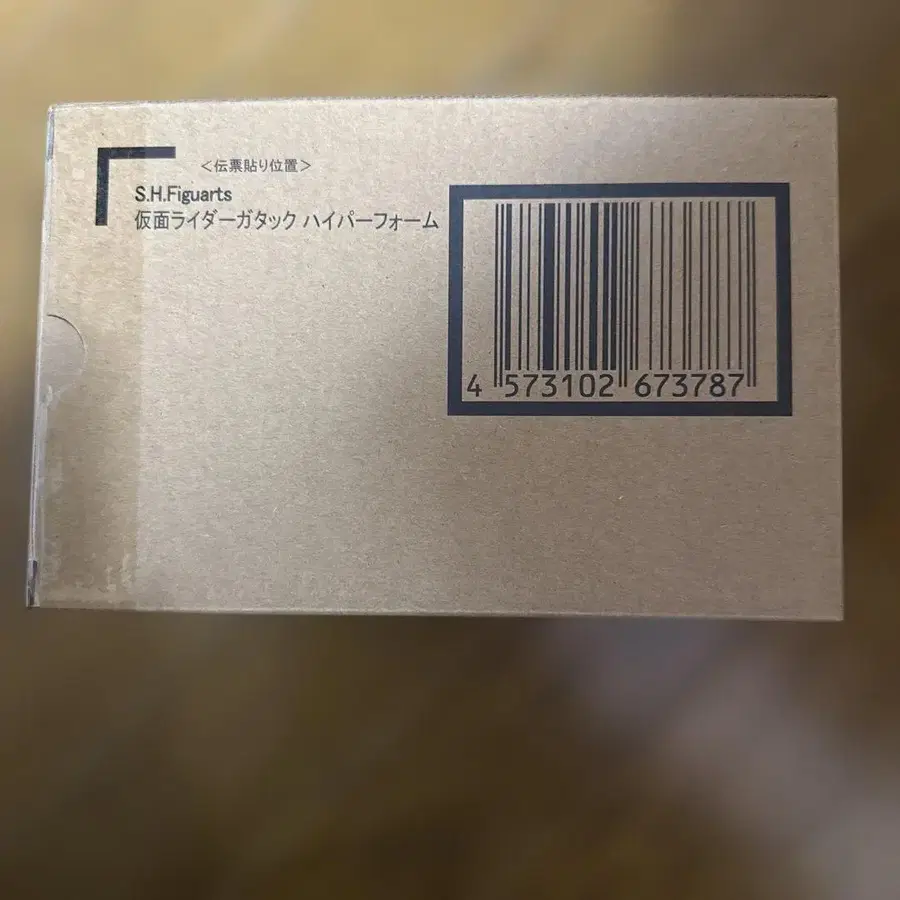 ＜伝票貼り位置＞
S.H.Figuarts
仮面ライダーガタック ハイパーフォーム
4 573102 673787